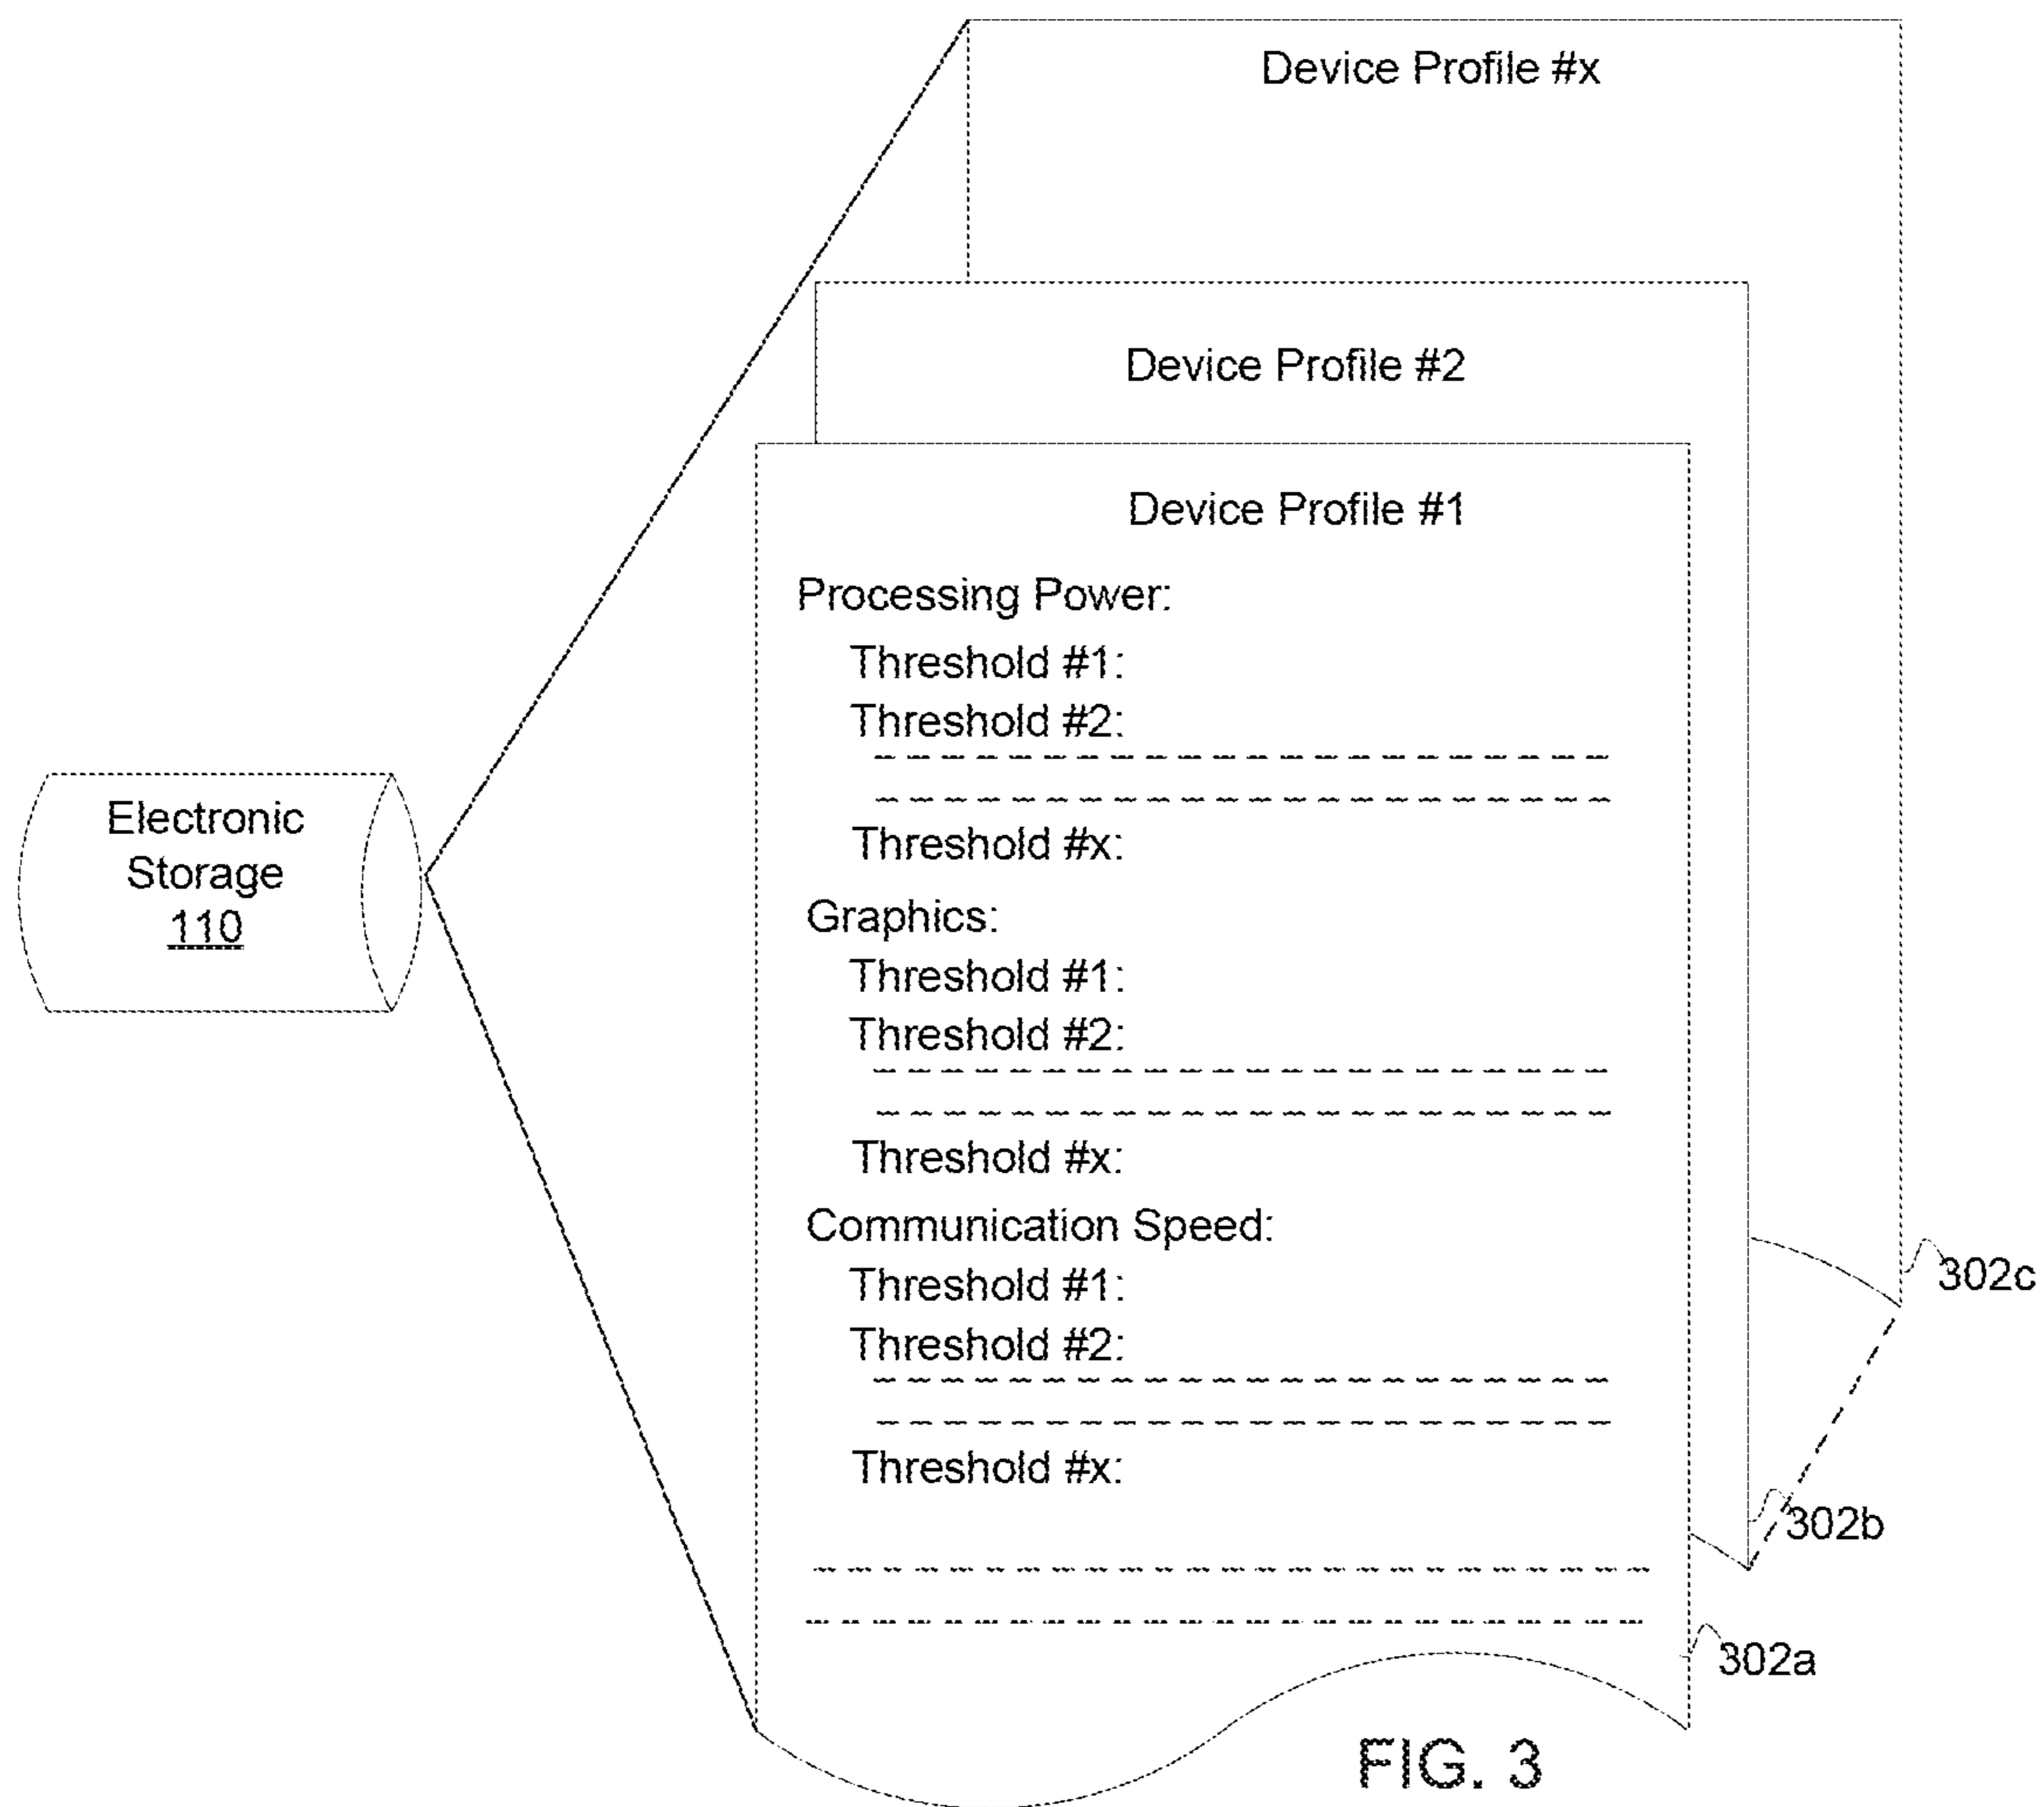 Device Profile #x
Device Profile #2
Device Profile #1
Processing Power:
Threshold #1:
Threshold #2:
Threshold #x:
Graphics:
Threshold #1:
Threshold #2:
Threshold #x:
Communication Speed:
Threshold #1:
Threshold #2:
Threshold #x:
Electronic
Storage
110
302c
302b
302a
FIG. 3